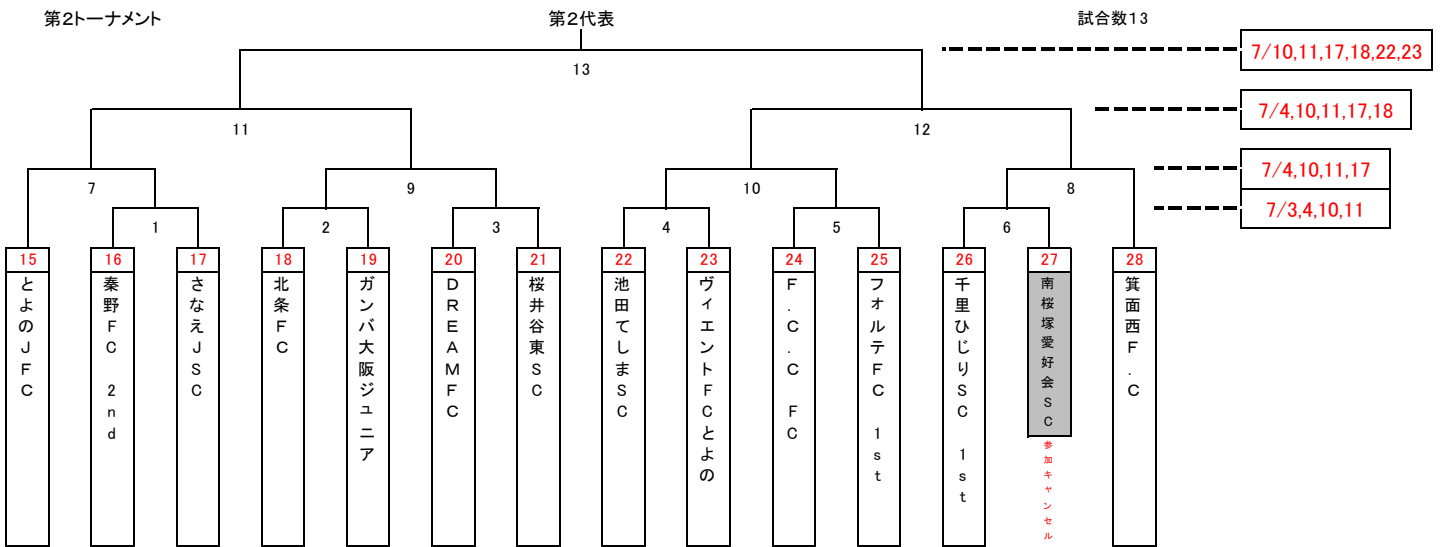 第2トーナメント
第2代表
試合数13
13
7/10,11,17,18,22,23
11
12
7/4,10,11,17,18
7
9
10
8
7/4,10,11,17
1
2
3
4
5
6
7/3,4,10,11
15
16
17
18
19
20
21
22
23
24
25
26
27
28
とよのJFC
秦野FC 2nd
さなえJSC
北条FC
ガンバ大阪ジュニア
DREAMFC
桜井谷東SC
池田てしまSC
ヴィエントFCとよの
F.C.C FC
フオルテFC 1st
千里ひじりSC 1st
南桜塚愛好会SC
参加キャンセル
箕面西F.C